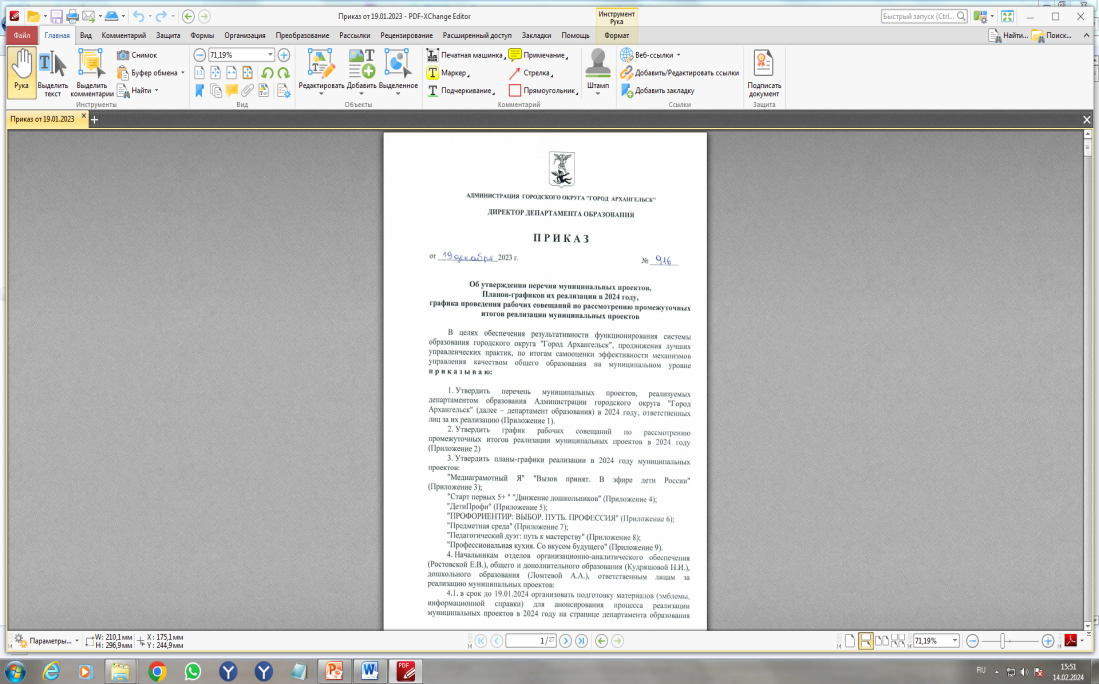 Приказ от 19.01.2023 - PDF-XChange Editor
Инструмент
Рука
Быстрый запуск (Ctrl...
Файл Главная Вид Комментарий Защита Формы Организация Преобразование Рассылки Рецензирование Расширенный доступ Закладки Помощь Формат Найти... Поиск...
Рука
Выделить текст
Выделить комментарии
Снимок
Буфер обмена
Найти
Инструменты
71,19%
Вид
Редактировать Добавить Выделенное
Объекты
Печатная машинка
Маркер
Подчеркивание
Примечание
Стрелка
Прямоугольник
Штамп
Комментарий
Веб-ссылки
Добавить/Редактировать ссылки
Добавить закладку
Ссылки
Подписать документ
Защита
Приказ от 19.01.2023
АДМИНИСТРАЦИЯ ГОРОДСКОГО ОКРУГА "ГОРОД АРХАНГЕЛЬСК"
ДИРЕКТОР ДЕПАРТАМЕНТА ОБРАЗОВАНИЯ
П Р И К А З
от 19 декабря 2023 г. № 916
Об утверждении перечня муниципальных проектов,
Планов-графиков их реализации в 2024 году,
графика проведения рабочих совещаний по рассмотрению промежуточных
итогов реализации муниципальных проектов
В целях обеспечения результативности функционирования системы
образования городского округа "Город Архангельск", продвижения лучших
управленческих практик, по итогам самооценки эффективности механизмов
управления качеством общего образования на муниципальном уровне
п р и к а з ы в а ю:
1. Утвердить перечень муниципальных проектов, реализуемых
департаментом образования Администрации городского округа "Город
Архангельск" (далее – департамент образования) в 2024 году, ответственных
лиц за их реализацию (Приложение 1).
2. Утвердить график рабочих совещаний по рассмотрению
промежуточных итогов реализации муниципальных проектов в 2024 году
(Приложение 2)
3. Утвердить планы-графики реализации в 2024 году муниципальных
проектов:
"Медиаграмотный Я" "Вызов принят. В эфире дети России"
(Приложение 3);
"Старт первых 5+ " "Движение дошкольников" (Приложение 4);
"ДетиПрофи" (Приложение 5);
"ПРОФОРИЕНТИР: ВЫБОР. ПУТЬ. ПРОФЕССИЯ" (Приложение 6);
"Предметная среда" (Приложение 7);
"Педагогический дуэт: путь к мастерству" (Приложение 8);
"Профессиональная кухня. Со вкусом будущего" (Приложение 9).
4. Начальникам отделов организационно-аналитического обеспечения
(Ростовской Е.В.), общего и дополнительного образования (Кудряшовой Н.И.),
дошкольного образования (Ломтевой А.А.), ответственным лицам за
реализацию муниципальных проектов:
4.1. в срок до 19.01.2024 организовать подготовку материалов (эмблемы,
информационной справки) для анонсирования процесса реализации
муниципальных проектов в 2024 году на странице департамента образования
Параметры... W: 210,1мм X: 175,1мм
H: 296,9мм Y: 244,9мм
1/27
71,19%
RU 15:51
14.02.2024